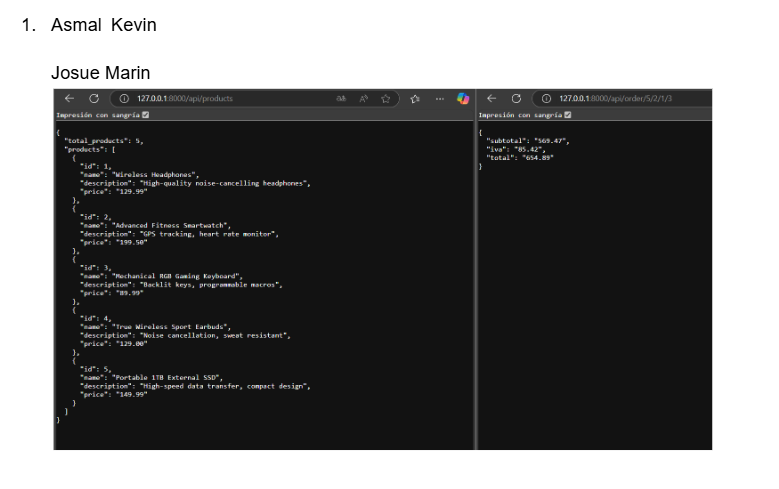 1. Asmal Kevin
Josue Marin
127.0.0.1:8000/api/products
Impresión con sangría
{
"total_products": 5,
"products": [
{
"id": 1,
"name": "Wireless Headphones",
"description": "High-quality noise-cancelling headphones",
"price": "129.99"
},
{
"id": 2,
"name": "Advanced Fitness Smartwatch",
"description": "GPS tracking, heart rate monitor",
"price": "199.50"
},
{
"id": 3,
"name": "Mechanical RGB Gaming Keyboard",
"description": "Backlit keys, programmable macros",
"price": "89.99"
},
{
"id": 4,
"name": "True Wireless Sport Earbuds",
"description": "Noise cancellation, sweat resistant",
"price": "129.00"
},
{
"id": 5,
"name": "Portable 1TB External SSD",
"description": "High-speed data transfer, compact design",
"price": "149.99"
}
]
}
127.0.0.1:8000/api/order/5/2/1/3
Impresión con sangría
{
"subtotal": "569.47",
"iva": "85.42",
"total": "654.89"
}